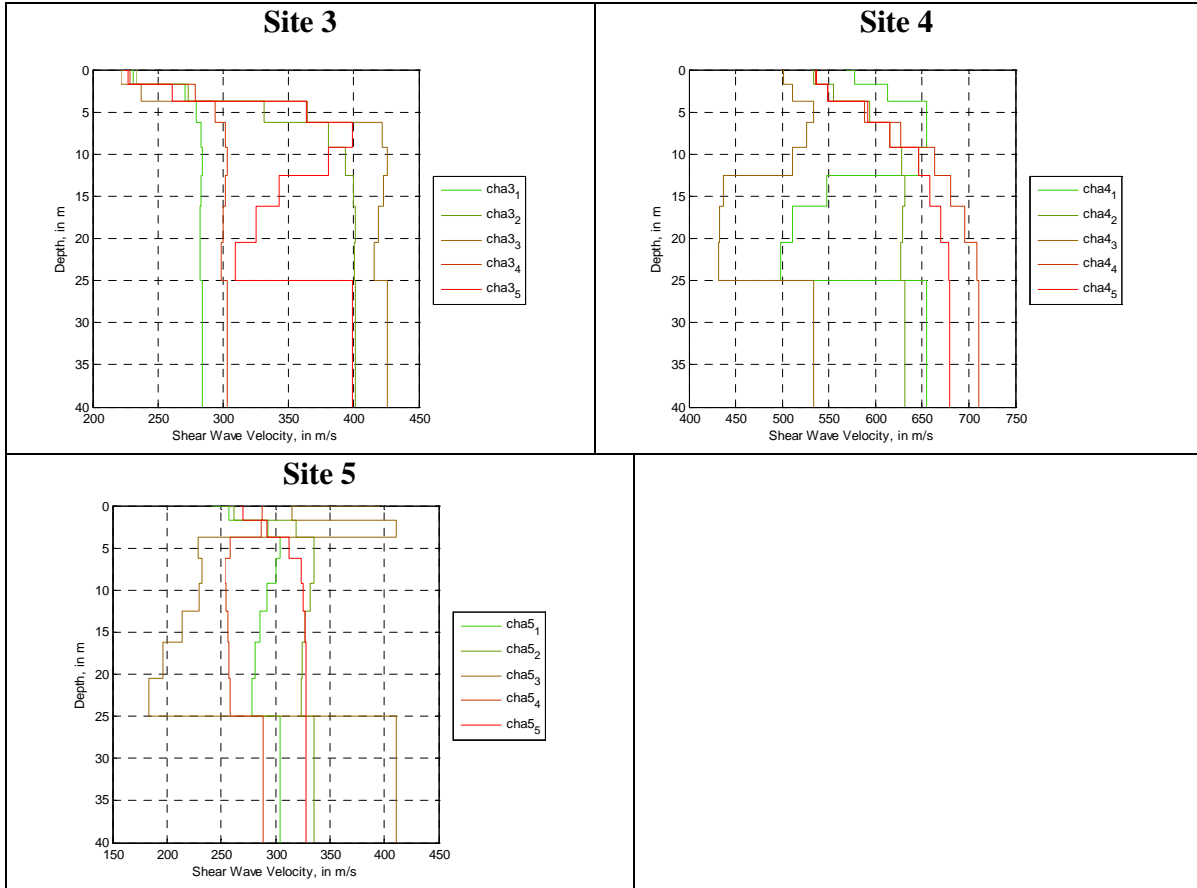 Site 3
0
5
10
15
20
25
30
35
40
Depth, in m
200 250 300 350 400 450
Shear Wave Velocity, in m/s
cha3₁
cha3₂
cha3₃
cha3₄
cha3₅
Site 4
0
5
10
15
20
25
30
35
40
Depth, in m
400 450 500 550 600 650 700 750
Shear Wave Velocity, in m/s
cha4₁
cha4₂
cha4₃
cha4₄
cha4₅
Site 5
0
5
10
15
20
25
30
35
40
Depth, in m
150 200 250 300 350 400 450
Shear Wave Velocity, in m/s
cha5₁
cha5₂
cha5₃
cha5₄
cha5₅